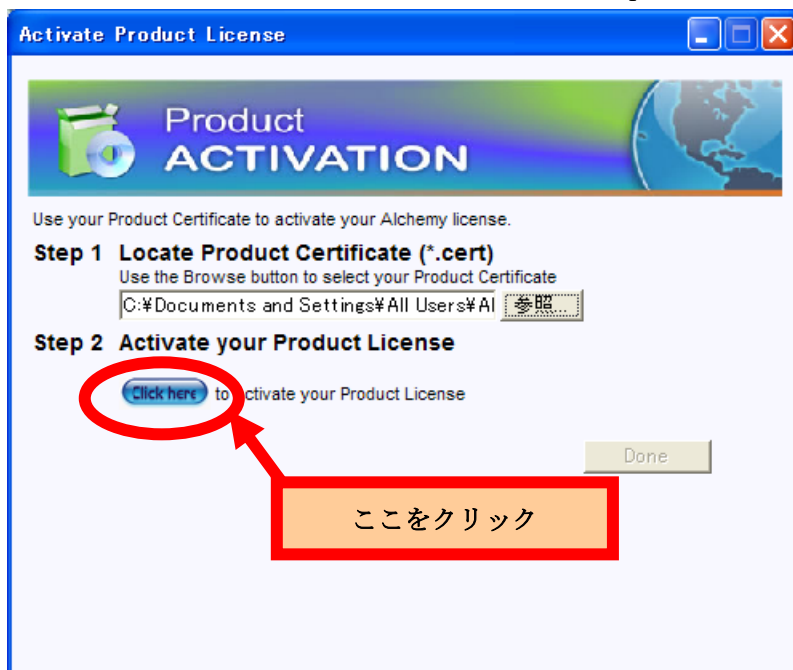 Activate Product License
Product
ACTIVATION
Use your Product Certificate to activate your Alchemy license.
Step 1 Locate Product Certificate (*.cert)
Use the Browse button to select your Product Certificate
C:¥Documents and Settings¥All Users¥Al 参照...
Step 2 Activate your Product License
Click here to activate your Product License
Done
ここをクリック